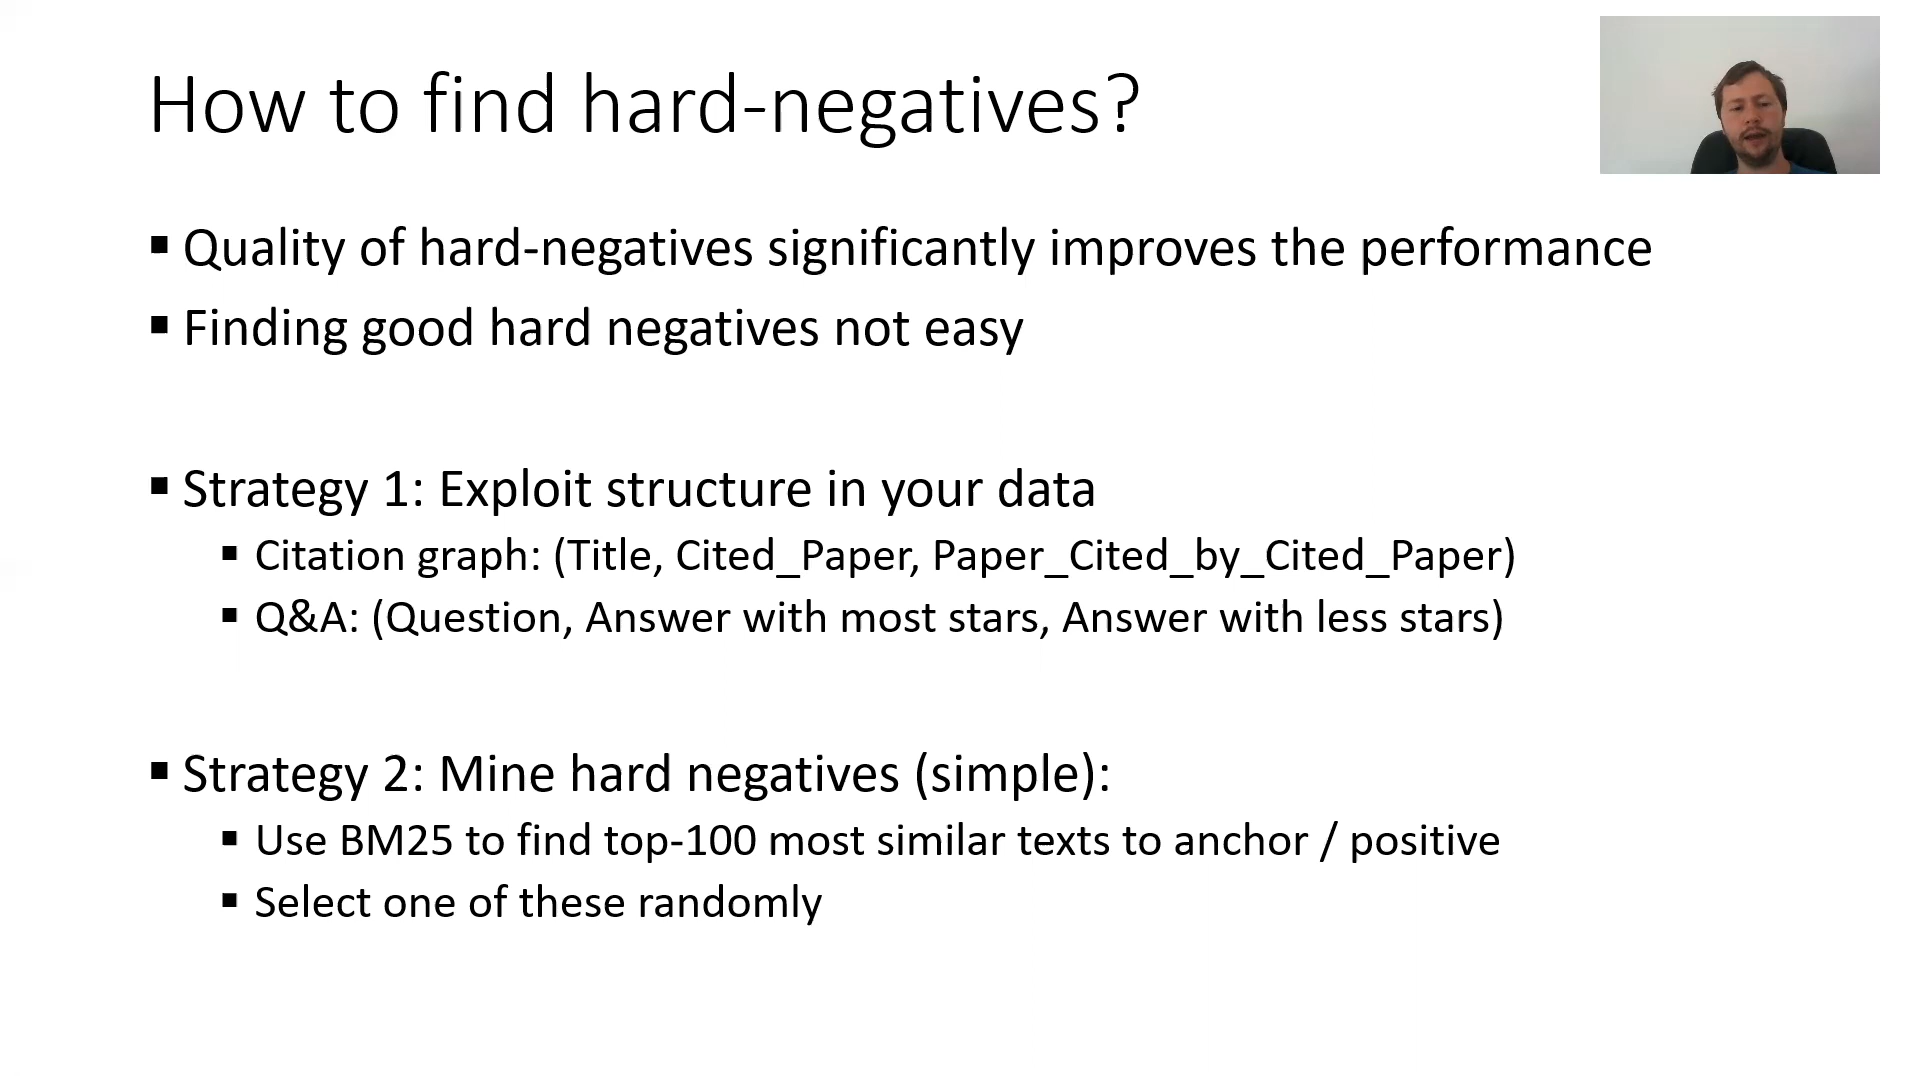 How to find hard-negatives?
▪ Quality of hard-negatives significantly improves the performance
▪ Finding good hard negatives not easy
▪ Strategy 1: Exploit structure in your data
▪ Citation graph: (Title, Cited_Paper, Paper_Cited_by_Cited_Paper)
▪ Q&A: (Question, Answer with most stars, Answer with less stars)
▪ Strategy 2: Mine hard negatives (simple):
▪ Use BM25 to find top-100 most similar texts to anchor / positive
▪ Select one of these randomly